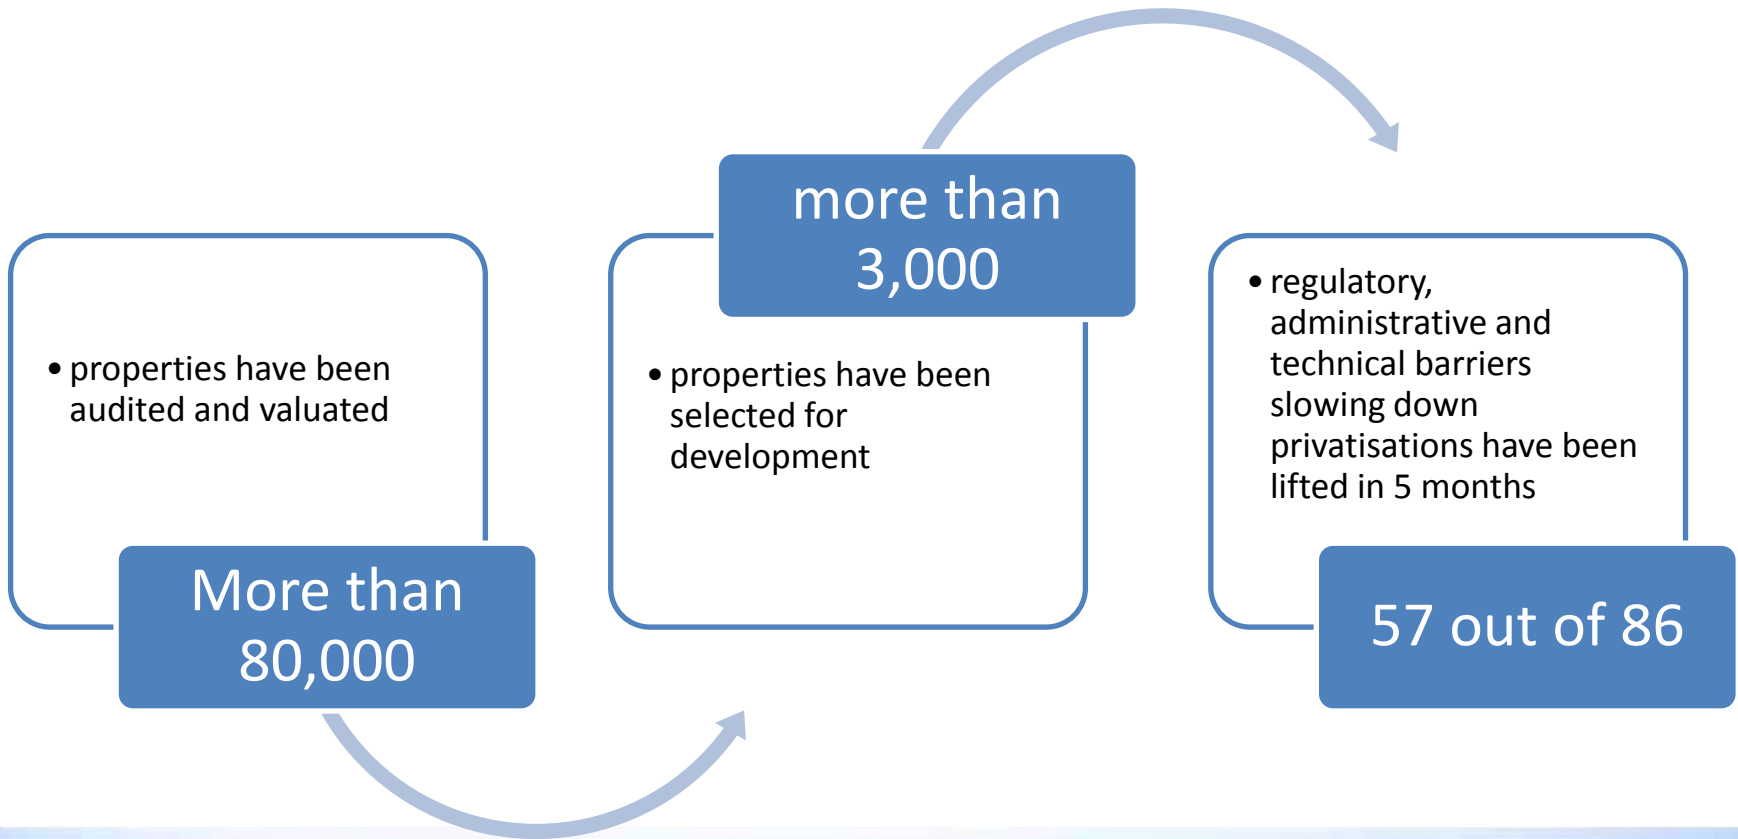 • properties have been
audited and valuated
More than
80,000
more than
3,000
• properties have been
selected for
development
• regulatory,
administrative and
technical barriers
slowing down
privatisations have been
lifted in 5 months
57 out of 86